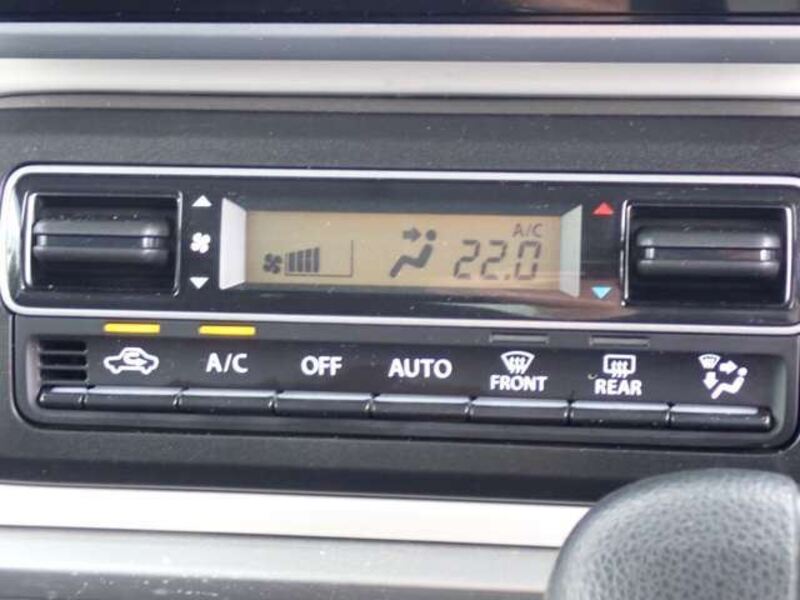 A/C
22.0
A/C
OFF
AUTO
FRONT
REAR